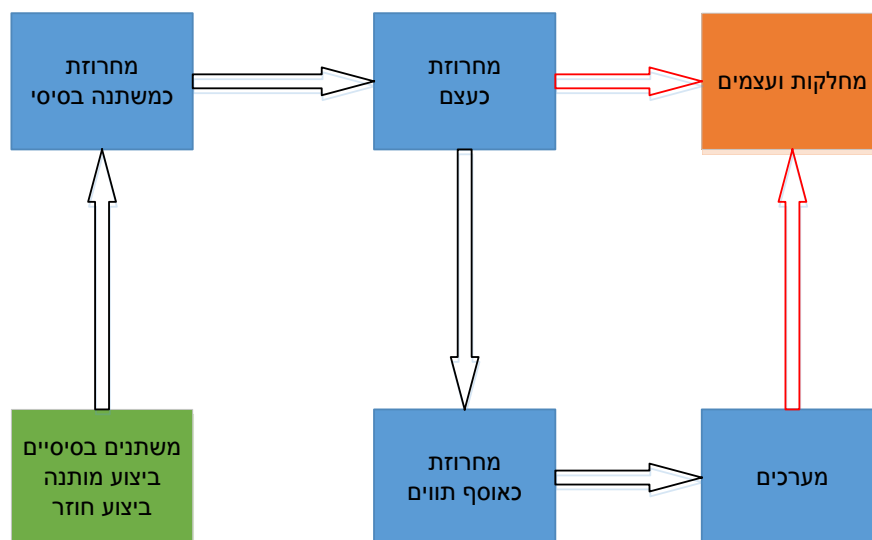 מחרוזת
כמשתנה בסיסי
מחרוזת
כעצם
מחלקות ועצמים
משתנים בסיסיים
ביצוע מותנה
ביצוע חוזר
מחרוזת
כאוסף תווים
מערכים